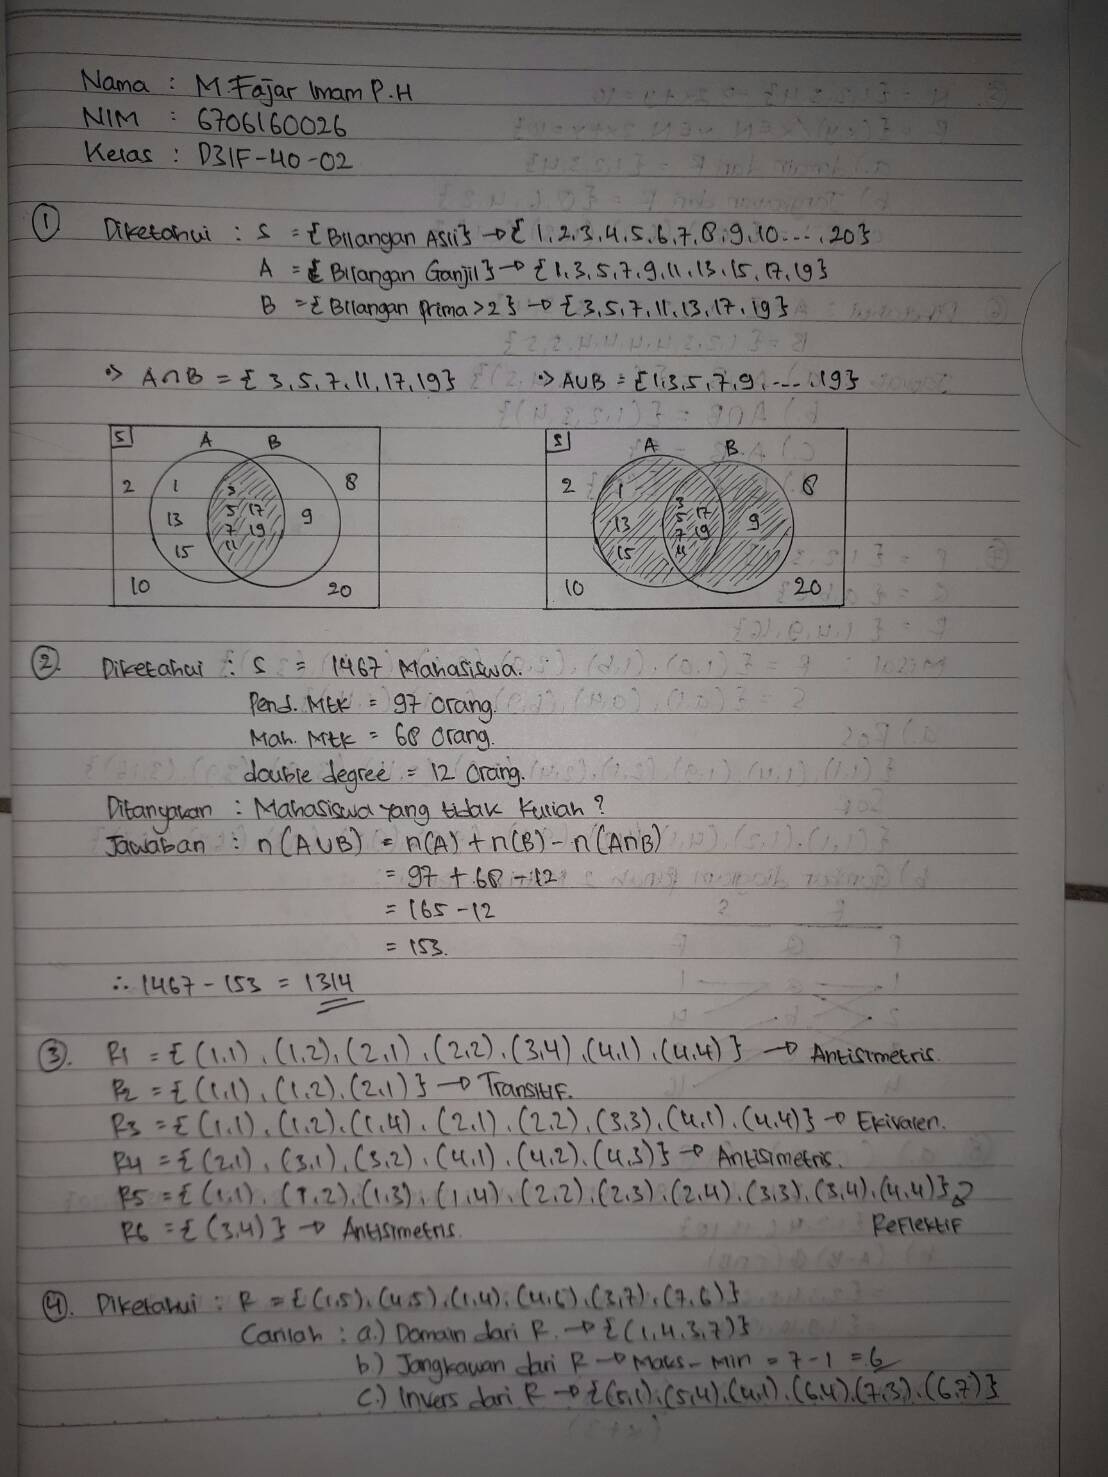 Nama : M.Fajar Imam P.H
NIM : 6706160026
Kelas : D3IF-40-02
① Diketahui : S = {Bilangan Asli} → {1,2,3,4,5,6,7,8,9,10....,20}
A = {Bilangan Ganjil} → {1,3,5,7,9,11,13,15,17,19}
B = {Bilangan prima>2} → {3,5,7,11,13,17,19}
•> A∩B = {3,5,7,11,17,19} •> A∪B = {1,3,5,7,9,....,19}
S A B
2 1 3 8
5 17
13 7 19 9
15 11
10 20
S A B.
2 1 3 8
5 17
13 7 19 9
15 11
10 20
②. Diketahui : S = 1467 Mahasiswa.
Pend. Mtk = 97 orang.
Mah. Mtk = 68 orang.
double degree = 12 orang.
Ditanyakan : Mahasiswa yang tidak kuliah?
Jawaban : n(A∪B) = n(A) + n(B) - n(A∩B)
= 97 + 68 - 12
= 165 - 12
= 153.
∴ 1467 - 153 = 1314
③. R1 = {(1,1),(1,2),(2,1),(2,2),(3,4),(4,1),(4,4)} → Antisimetris.
R2 = {(1,1),(1,2),(2,1)} → Transitif.
R3 = {(1,1),(1,2),(1,4),(2,1),(2,2),(3,3),(4,1),(4,4)} → Ekivalen.
R4 = {(2,1),(3,1),(3,2),(4,1),(4,2),(4,3)} → Antisimetris.
R5 = {(1,1),(1,2),(1,3),(1,4),(2,2),(2,3),(2,4),(3,3),(3,4),(4,4)}
R6 = {(3,4)} → Antisimetris. Reflektif
④. Diketahui : R = {(1,5),(4,5),(1,4),(4,6),(3,7),(7,6)}
Carilah : a.) Domain dari R. → {(1,4,3,7)}
b.) Jangkauan dari R → Maks - Min = 7-1 = 6
c.) Invers dari R → {(5,1),(5,4),(4,1),(6,4),(7,3),(6,7)}